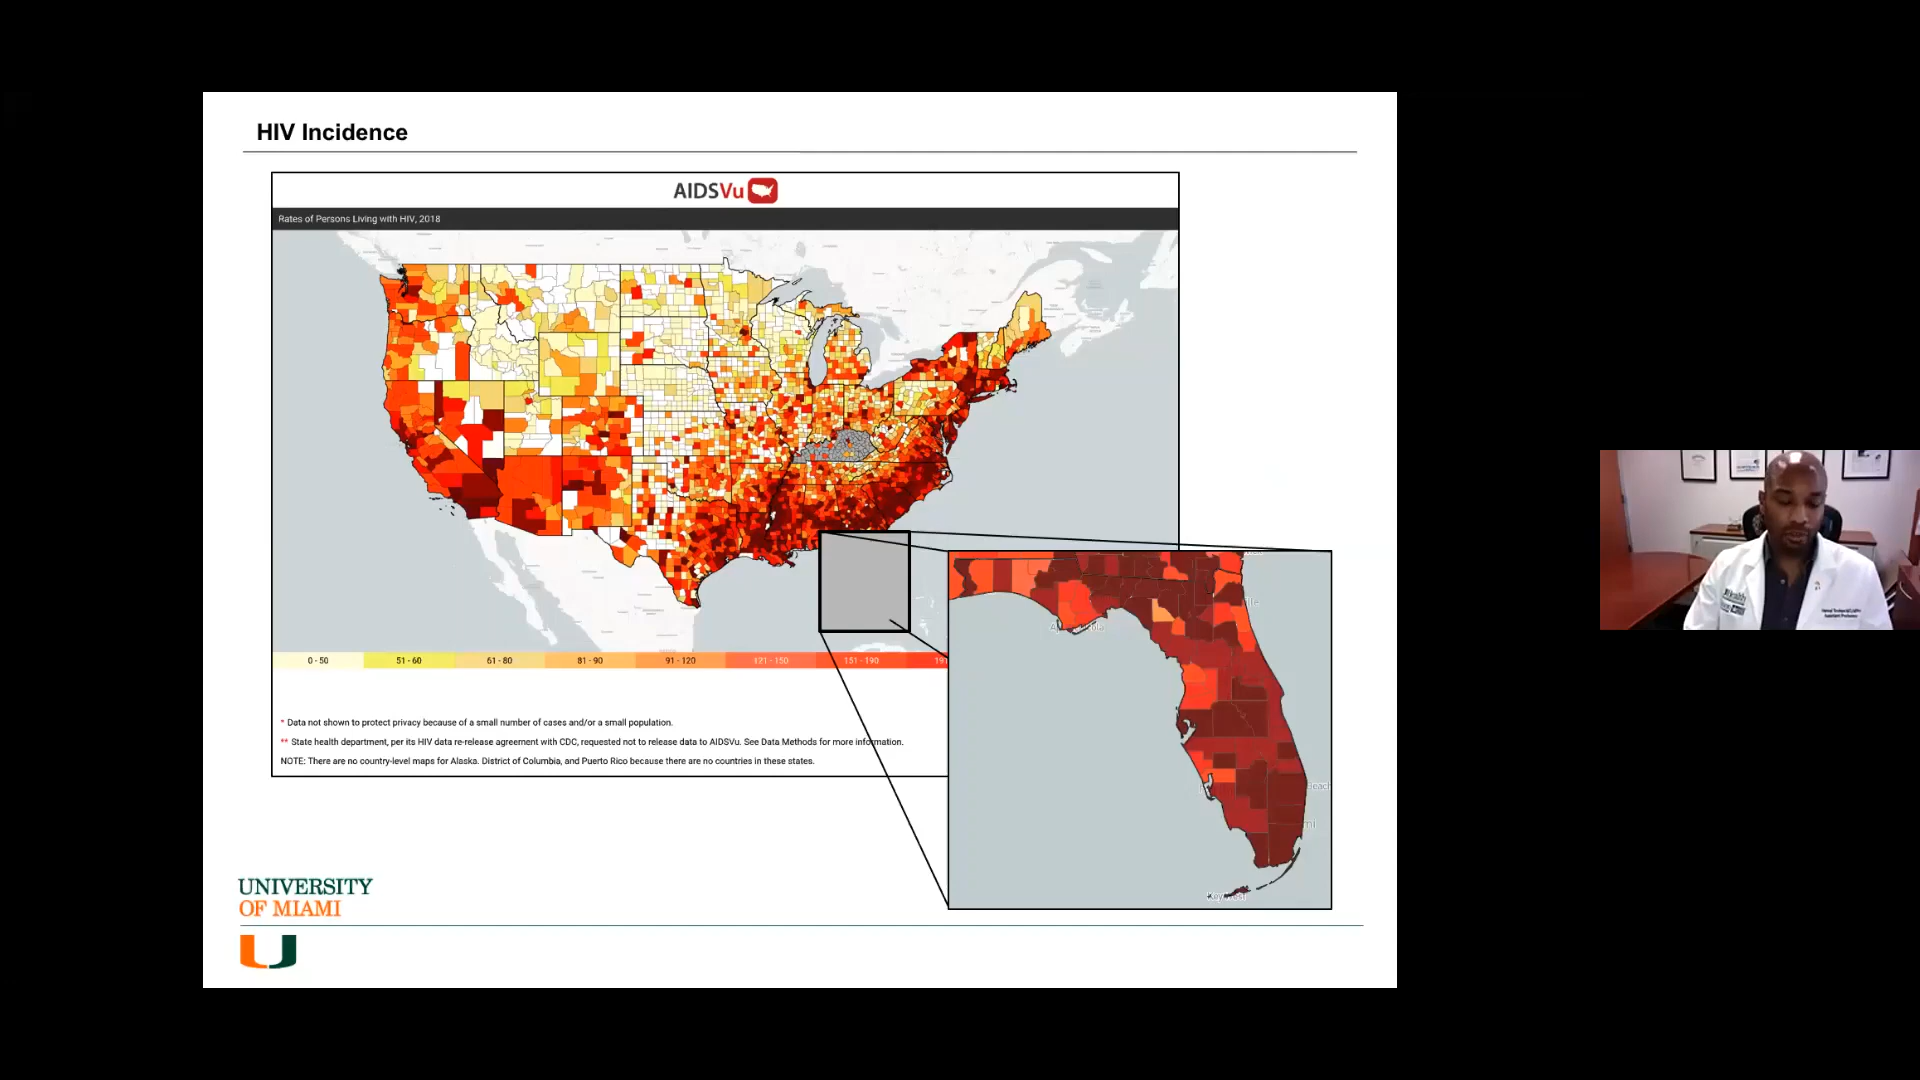 HIV Incidence
AIDSVu
Rates of Persons Living with HIV, 2018
0 - 50
51 - 60
61 - 80
81 - 90
91 - 120
121 - 150
151 - 190
191
* Data not shown to protect privacy because of a small number of cases and/or a small population.
** State health department, per its HIV data re-release agreement with CDC, requested not to release data to AIDSVu. See Data Methods for more information.
NOTE: There are no country-level maps for Alaska. District of Columbia, and Puerto Rico because there are no countries in these states.
Beach
Key West
UNIVERSITY
OF MIAMI